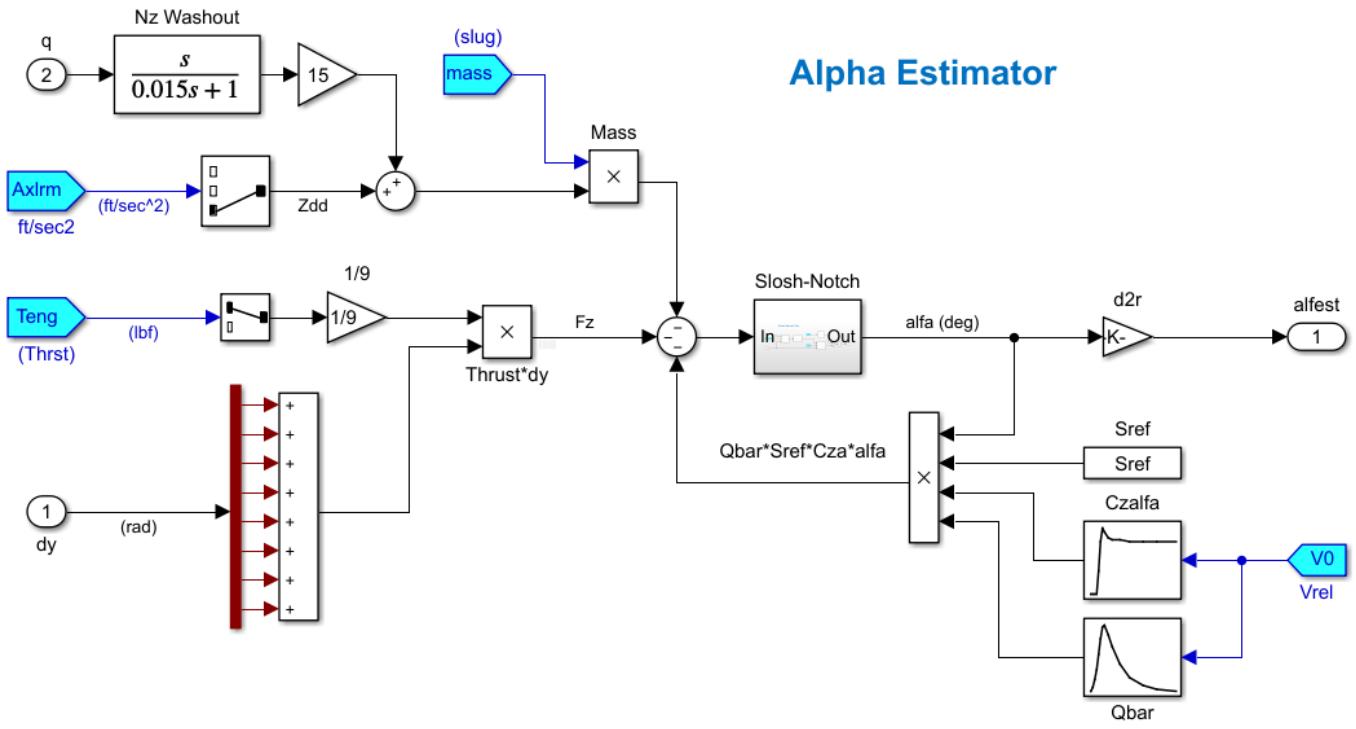 Alpha Estimator
Nz Washout
q
2
s
0.015s + 1
15
(slug)
mass
Mass
×
Axlrm
(ft/sec^2)
ft/sec2
Zdd
+
+
1/9
Teng
(lbf)
(Thrst)
1/9
×
Thrust*dy
Fz
−
−
−
Slosh-Notch
In
Out
alfa (deg)
d2r
-K-
alfest
1
Qbar*Sref*Cza*alfa
×
Sref
Sref
Czalfa
V0
Vrel
Qbar
1
dy
(rad)
+
+
+
+
+
+
+
+